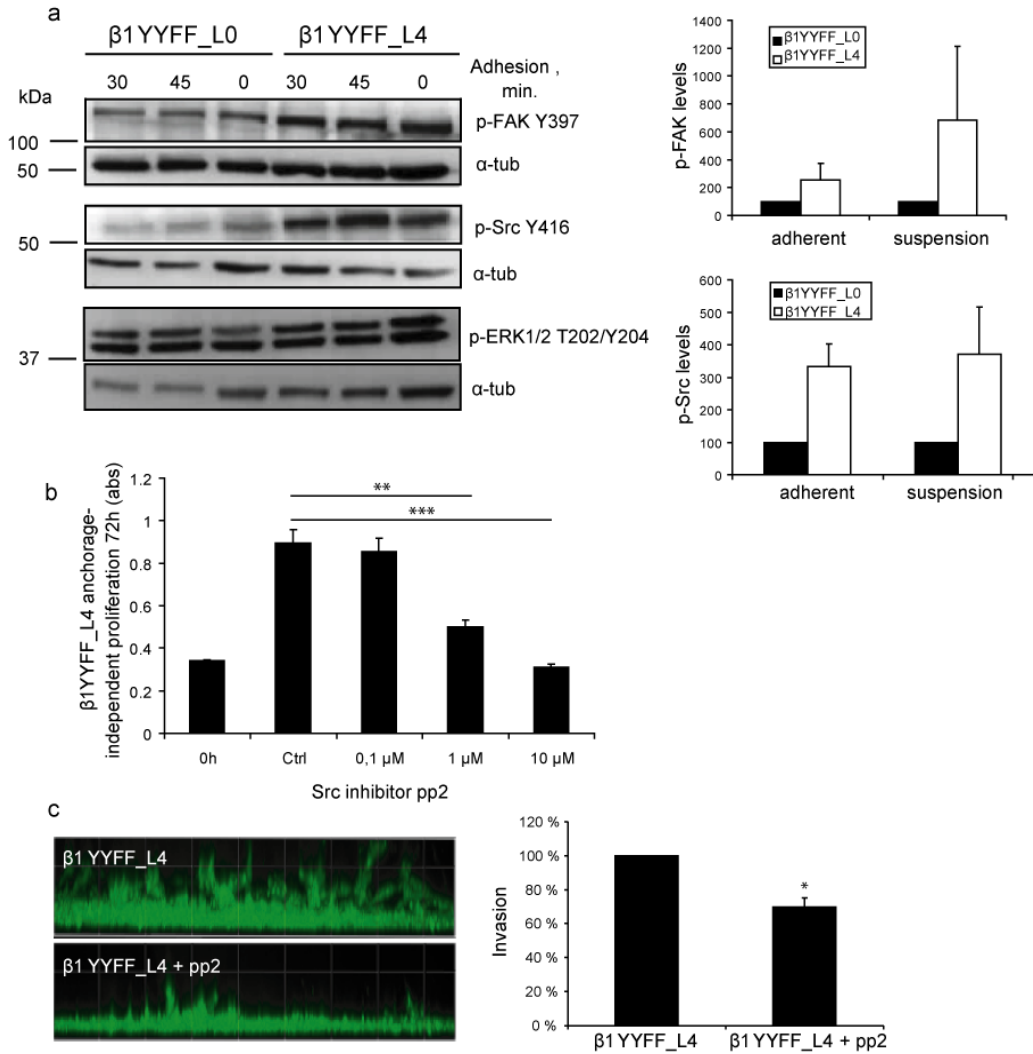 a
β1YYFF_L0 β1YYFF_L4
30 45 0 30 45 0
Adhesion ,
min.
kDa
p-FAK Y397
100
50
α-tub
p-Src Y416
50
α-tub
p-ERK1/2 T202/Y204
37
α-tub
1400
1200
1000
800
600
400
200
0
p-FAK levels
β1YYFF_L0
β1YYFF_L4
adherent suspension
600
500
400
300
200
100
0
p-Src levels
β1YYFF_L0
β1YYFF_L4
adherent suspension
b
β1YYFF_L4 anchorage-
independent proliferation 72h (abs)
1.2
1
0.8
0.6
0.4
0.2
0
**
***
0h Ctrl 0,1 µM 1 µM 10 µM
Src inhibitor pp2
c
β1 YYFF_L4
β1 YYFF_L4 + pp2
Invasion
120 %
100 %
80 %
60 %
40 %
20 %
0 %
*
β1 YYFF_L4 β1 YYFF_L4 + pp2